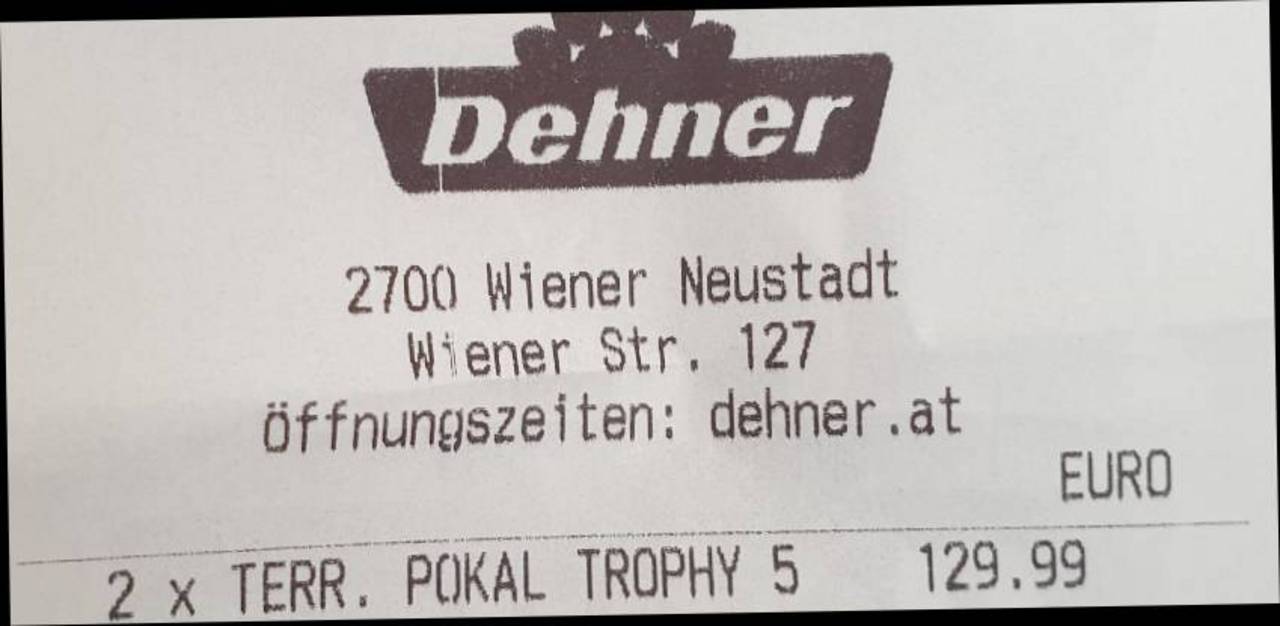 Dehner
2700 Wiener Neustadt
Wiener Str. 127
Öffnungszeiten: dehner.at
EURO
2 x TERR. POKAL TROPHY 5 129.99